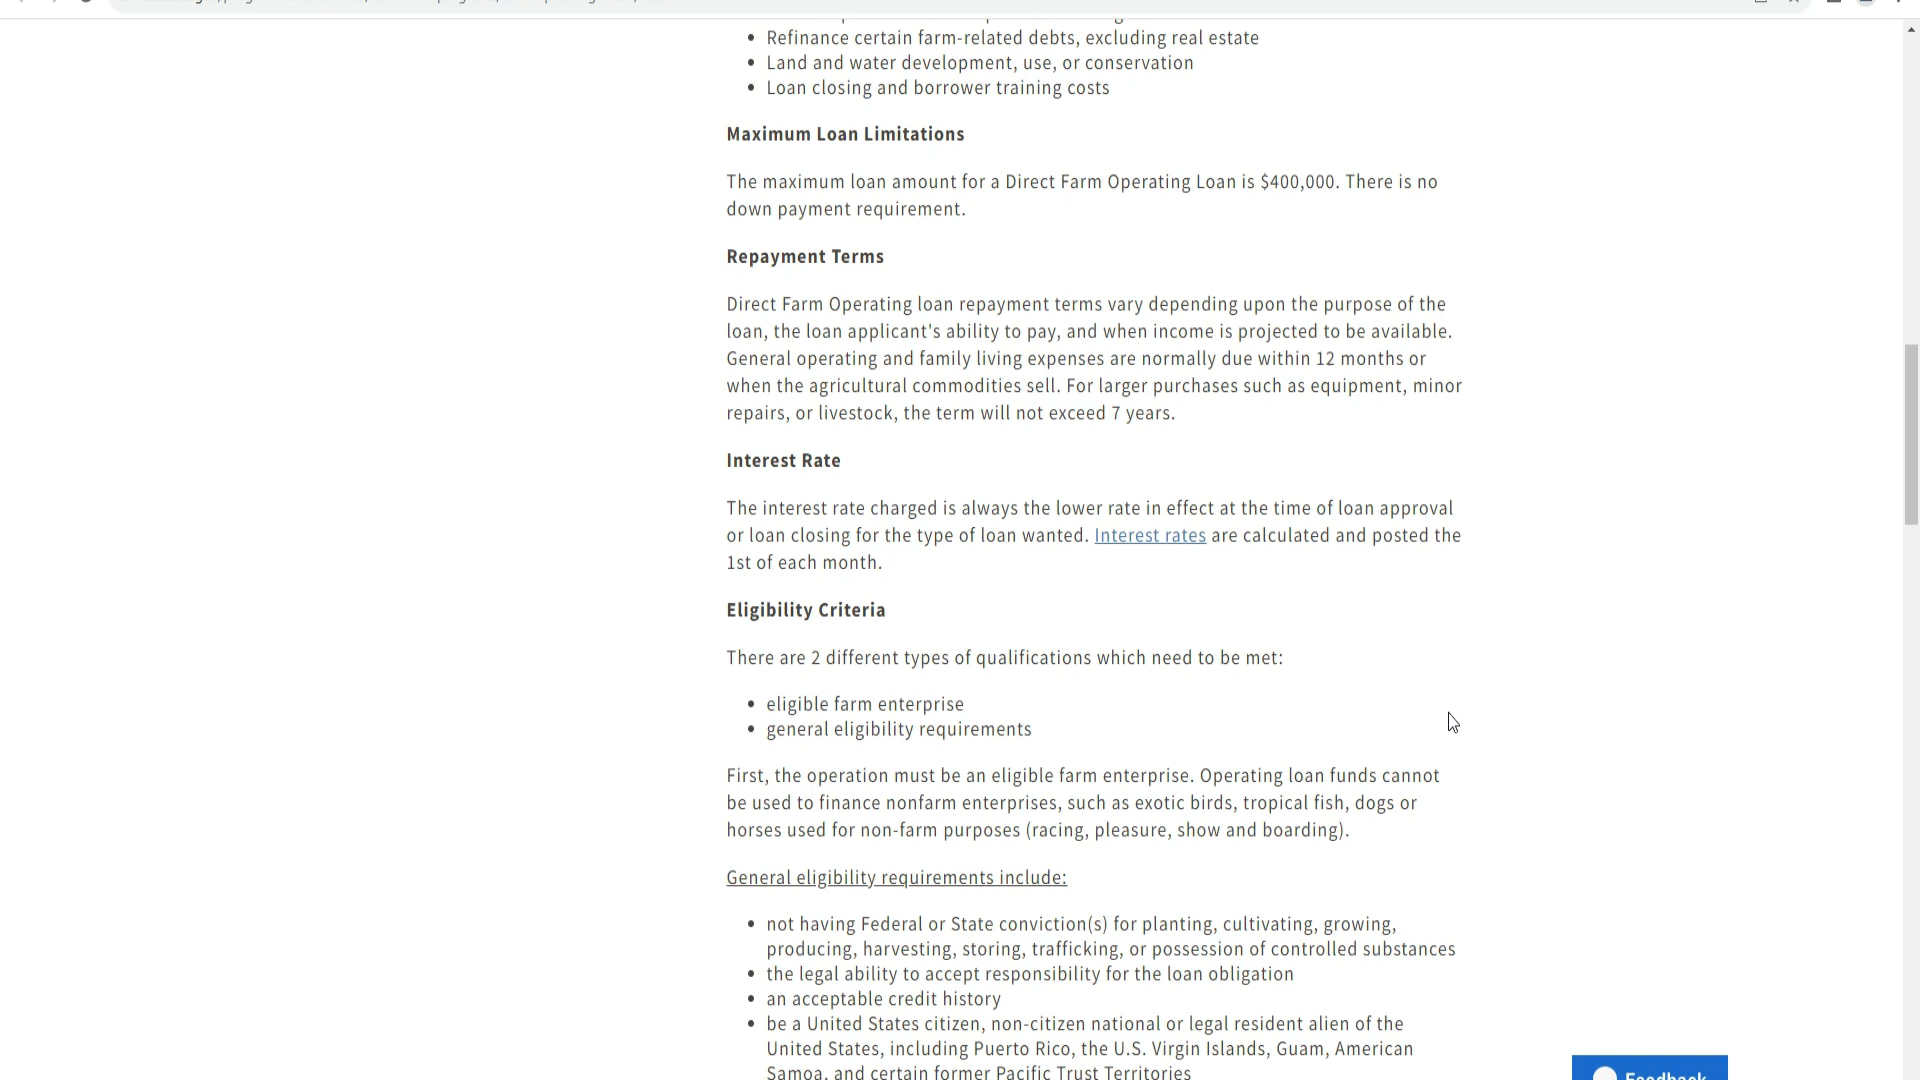 • Refinance certain farm-related debts, excluding real estate
• Land and water development, use, or conservation
• Loan closing and borrower training costs
Maximum Loan Limitations
The maximum loan amount for a Direct Farm Operating Loan is $400,000. There is no
down payment requirement.
Repayment Terms
Direct Farm Operating loan repayment terms vary depending upon the purpose of the
loan, the loan applicant's ability to pay, and when income is projected to be available.
General operating and family living expenses are normally due within 12 months or
when the agricultural commodities sell. For larger purchases such as equipment, minor
repairs, or livestock, the term will not exceed 7 years.
Interest Rate
The interest rate charged is always the lower rate in effect at the time of loan approval
or loan closing for the type of loan wanted. Interest rates are calculated and posted the
1st of each month.
Eligibility Criteria
There are 2 different types of qualifications which need to be met:
• eligible farm enterprise
• general eligibility requirements
First, the operation must be an eligible farm enterprise. Operating loan funds cannot
be used to finance nonfarm enterprises, such as exotic birds, tropical fish, dogs or
horses used for non-farm purposes (racing, pleasure, show and boarding).
General eligibility requirements include:
• not having Federal or State conviction(s) for planting, cultivating, growing,
producing, harvesting, storing, trafficking, or possession of controlled substances
• the legal ability to accept responsibility for the loan obligation
• an acceptable credit history
• be a United States citizen, non-citizen national or legal resident alien of the
United States, including Puerto Rico, the U.S. Virgin Islands, Guam, American
Samoa, and certain former Pacific Trust Territories
Feedback